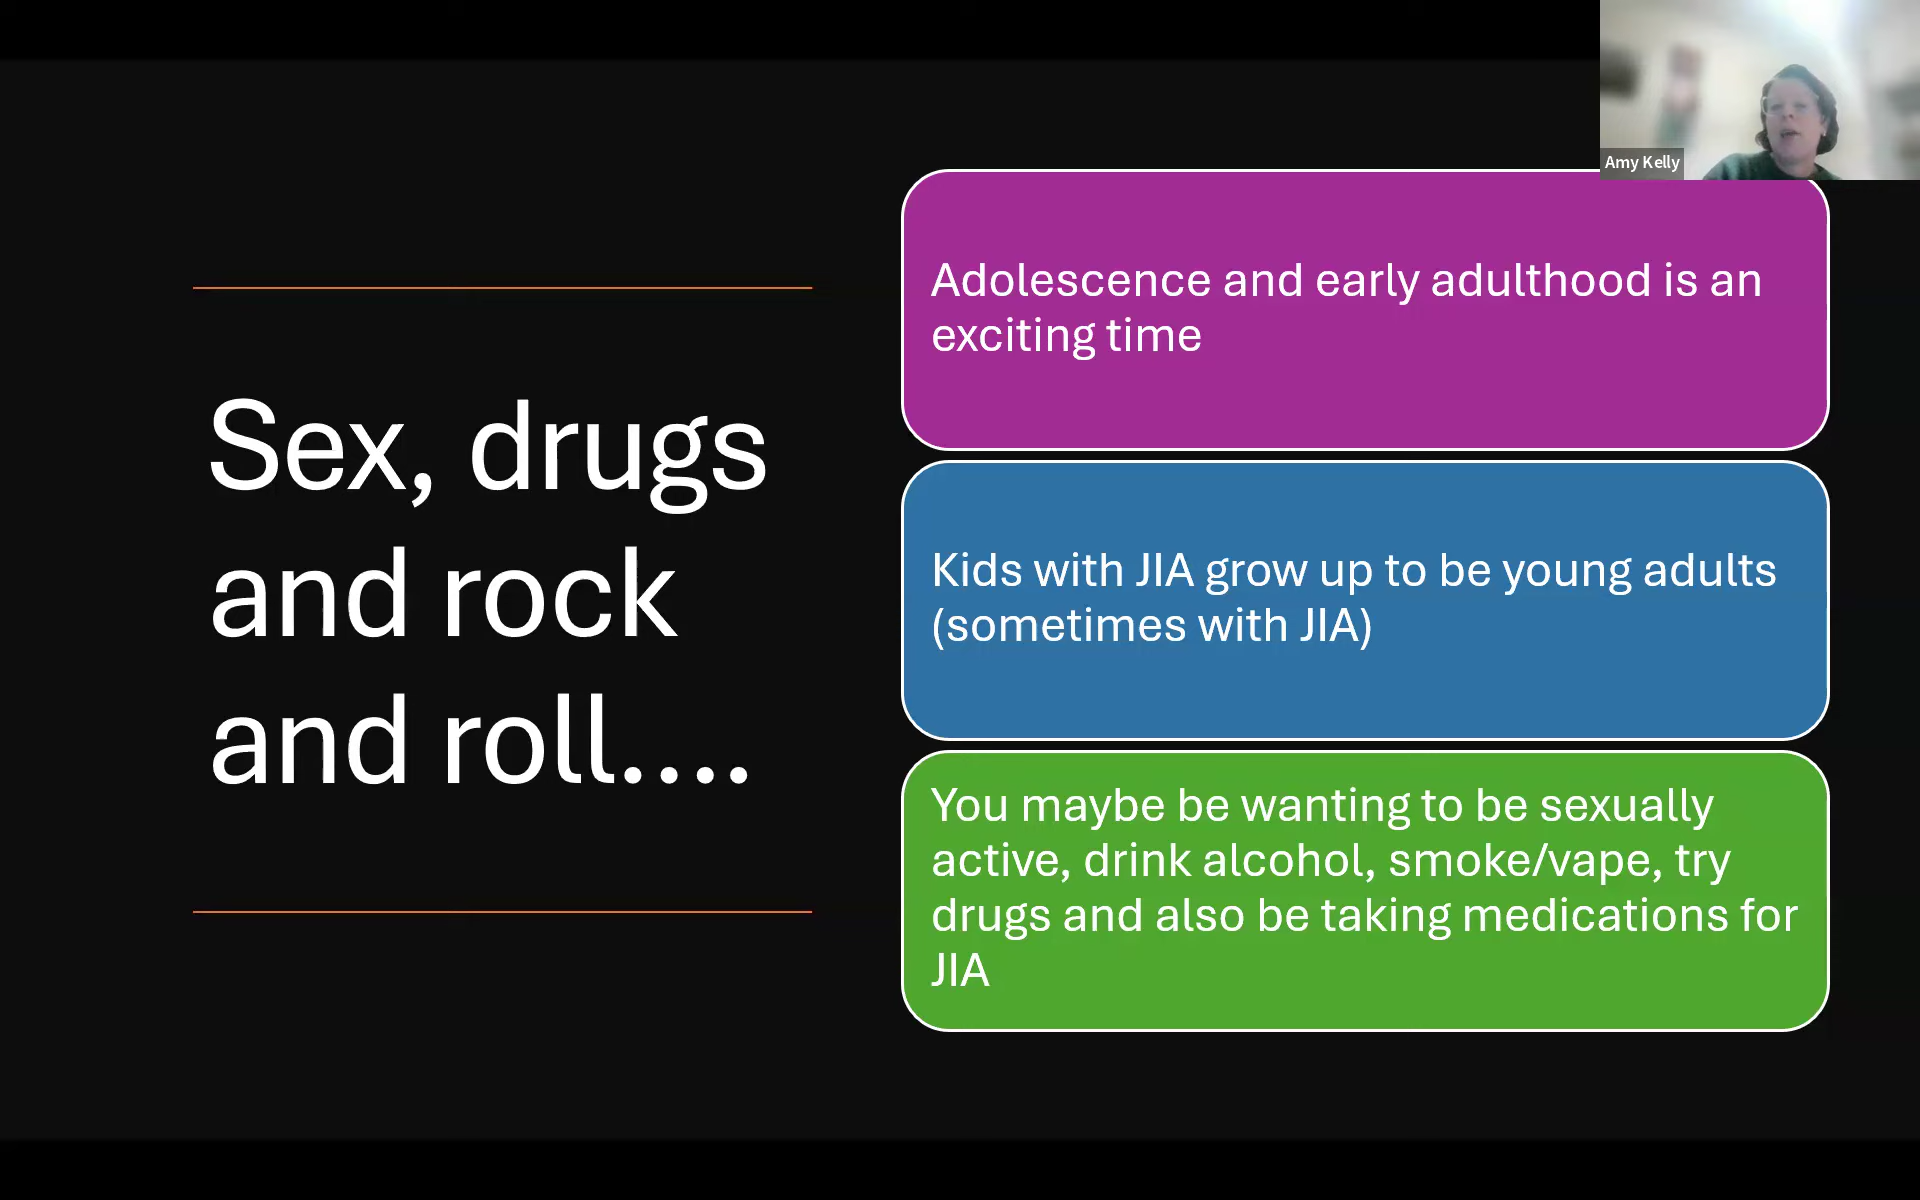 Amy Kelly
Sex, drugs
and rock
and roll....
Adolescence and early adulthood is an
exciting time
Kids with JIA grow up to be young adults
(sometimes with JIA)
You maybe be wanting to be sexually
active, drink alcohol, smoke/vape, try
drugs and also be taking medications for
JIA